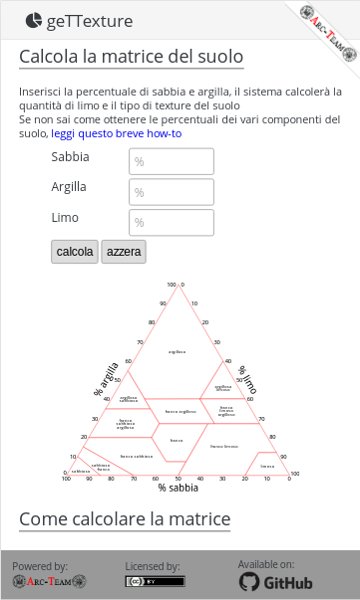 geTTexture
Arc-Team
Calcola la matrice del suolo
Inserisci la percentuale di sabbia e argilla, il sistema calcolerà la
quantità di limo e il tipo di texture del suolo
Se non sai come ottenere le percentuali dei vari componenti del
suolo, leggi questo breve how-to
Sabbia
%
Argilla
%
Limo
%
calcola azzera
100 0
90 10
80 20
70 30
60 40
50 50
40 60
30 70
20 80
10 90
0 100
% argilla
% limo
argilloso
argilloso
sabbioso
argilloso
limoso
franco
sabbioso
argilloso
franco argilloso
franco
limoso
argilloso
franco
franco sabbioso
franco limoso
sabbioso
sabbioso
franco
limoso
100 90 80 70 60 50 40 30 20 10 0
% sabbia
Come calcolare la matrice
Powered by:
Arc-Team
Licensed by:
cc BY
Available on:
GitHub